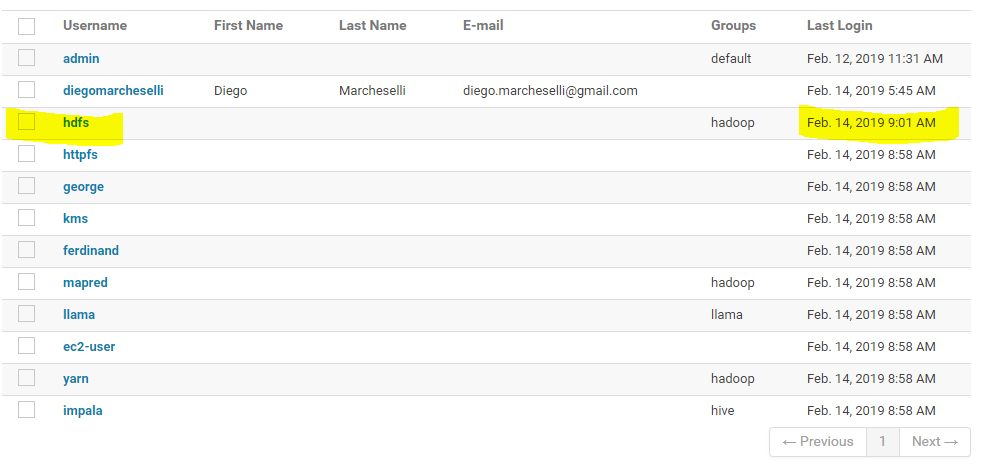 Username First Name Last Name E-mail Groups Last Login
admin default Feb. 12, 2019 11:31 AM
diegomarcheselli Diego Marcheselli diego.marcheselli@gmail.com Feb. 14, 2019 5:45 AM
hdfs hadoop Feb. 14, 2019 9:01 AM
httpfs Feb. 14, 2019 8:58 AM
george Feb. 14, 2019 8:58 AM
kms Feb. 14, 2019 8:58 AM
ferdinand Feb. 14, 2019 8:58 AM
mapred hadoop Feb. 14, 2019 8:58 AM
llama llama Feb. 14, 2019 8:58 AM
ec2-user Feb. 14, 2019 8:58 AM
yarn hadoop Feb. 14, 2019 8:58 AM
impala hive Feb. 14, 2019 8:58 AM
← Previous 1 Next →